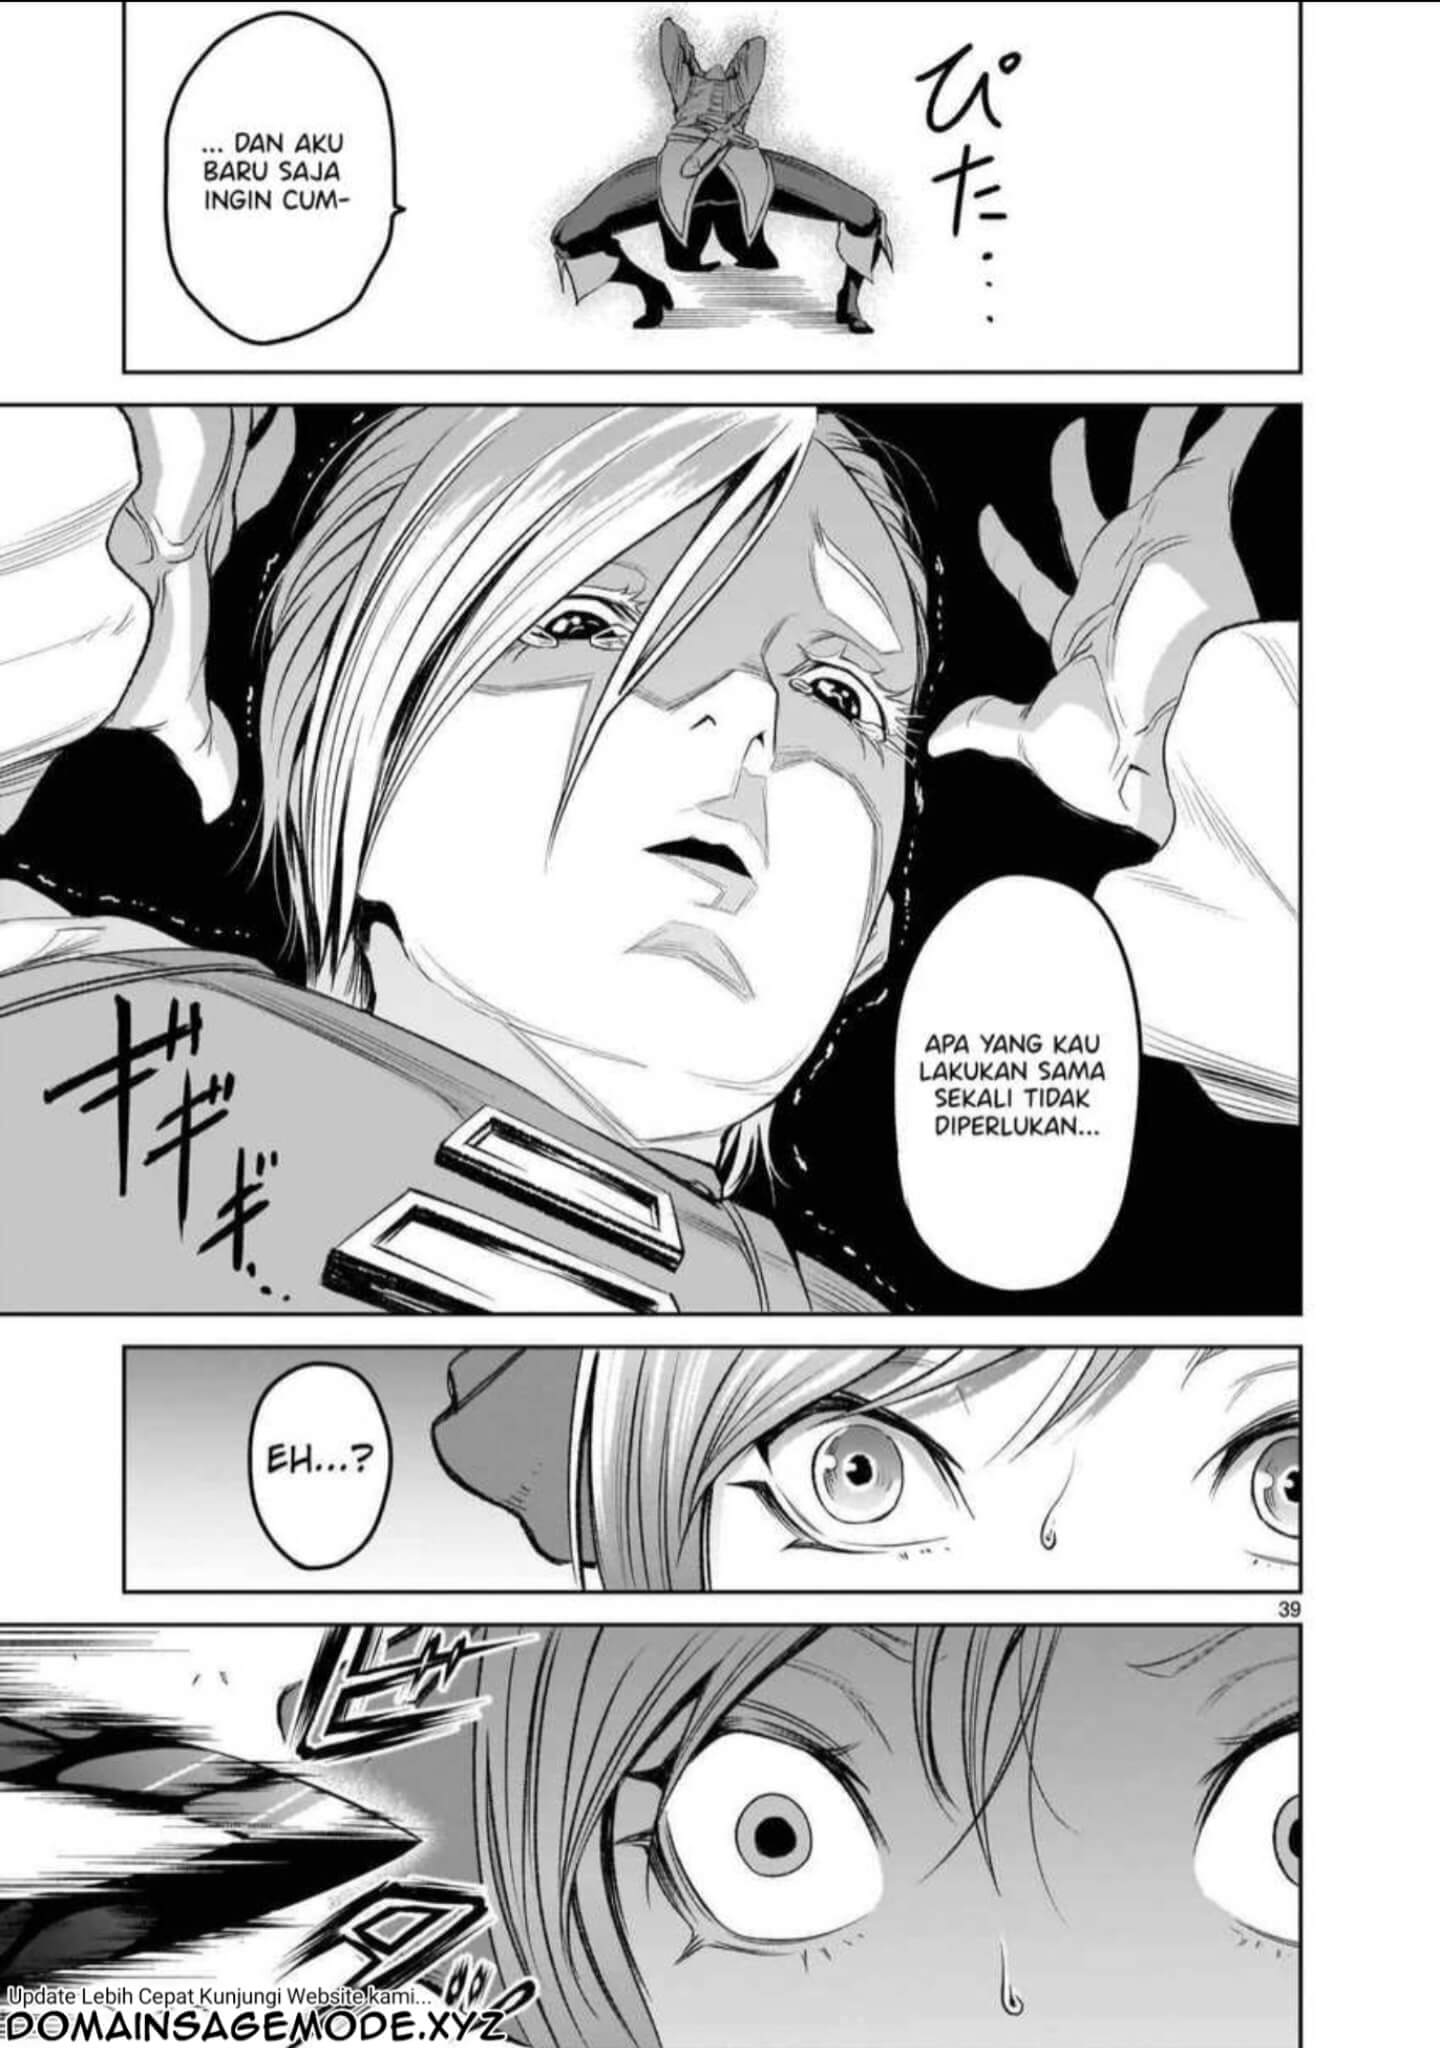 ... DAN AKU
BARU SAJA
INGIN CUM-
ぴた...
APA YANG KAU
LAKUKAN SAMA
SEKALI TIDAK
DIPERLUKAN...
ギギギ...
EH...?
39
Update Lebih Cepat Kunjungi Website kami...
DOMAINSAGEMODE.XYZ